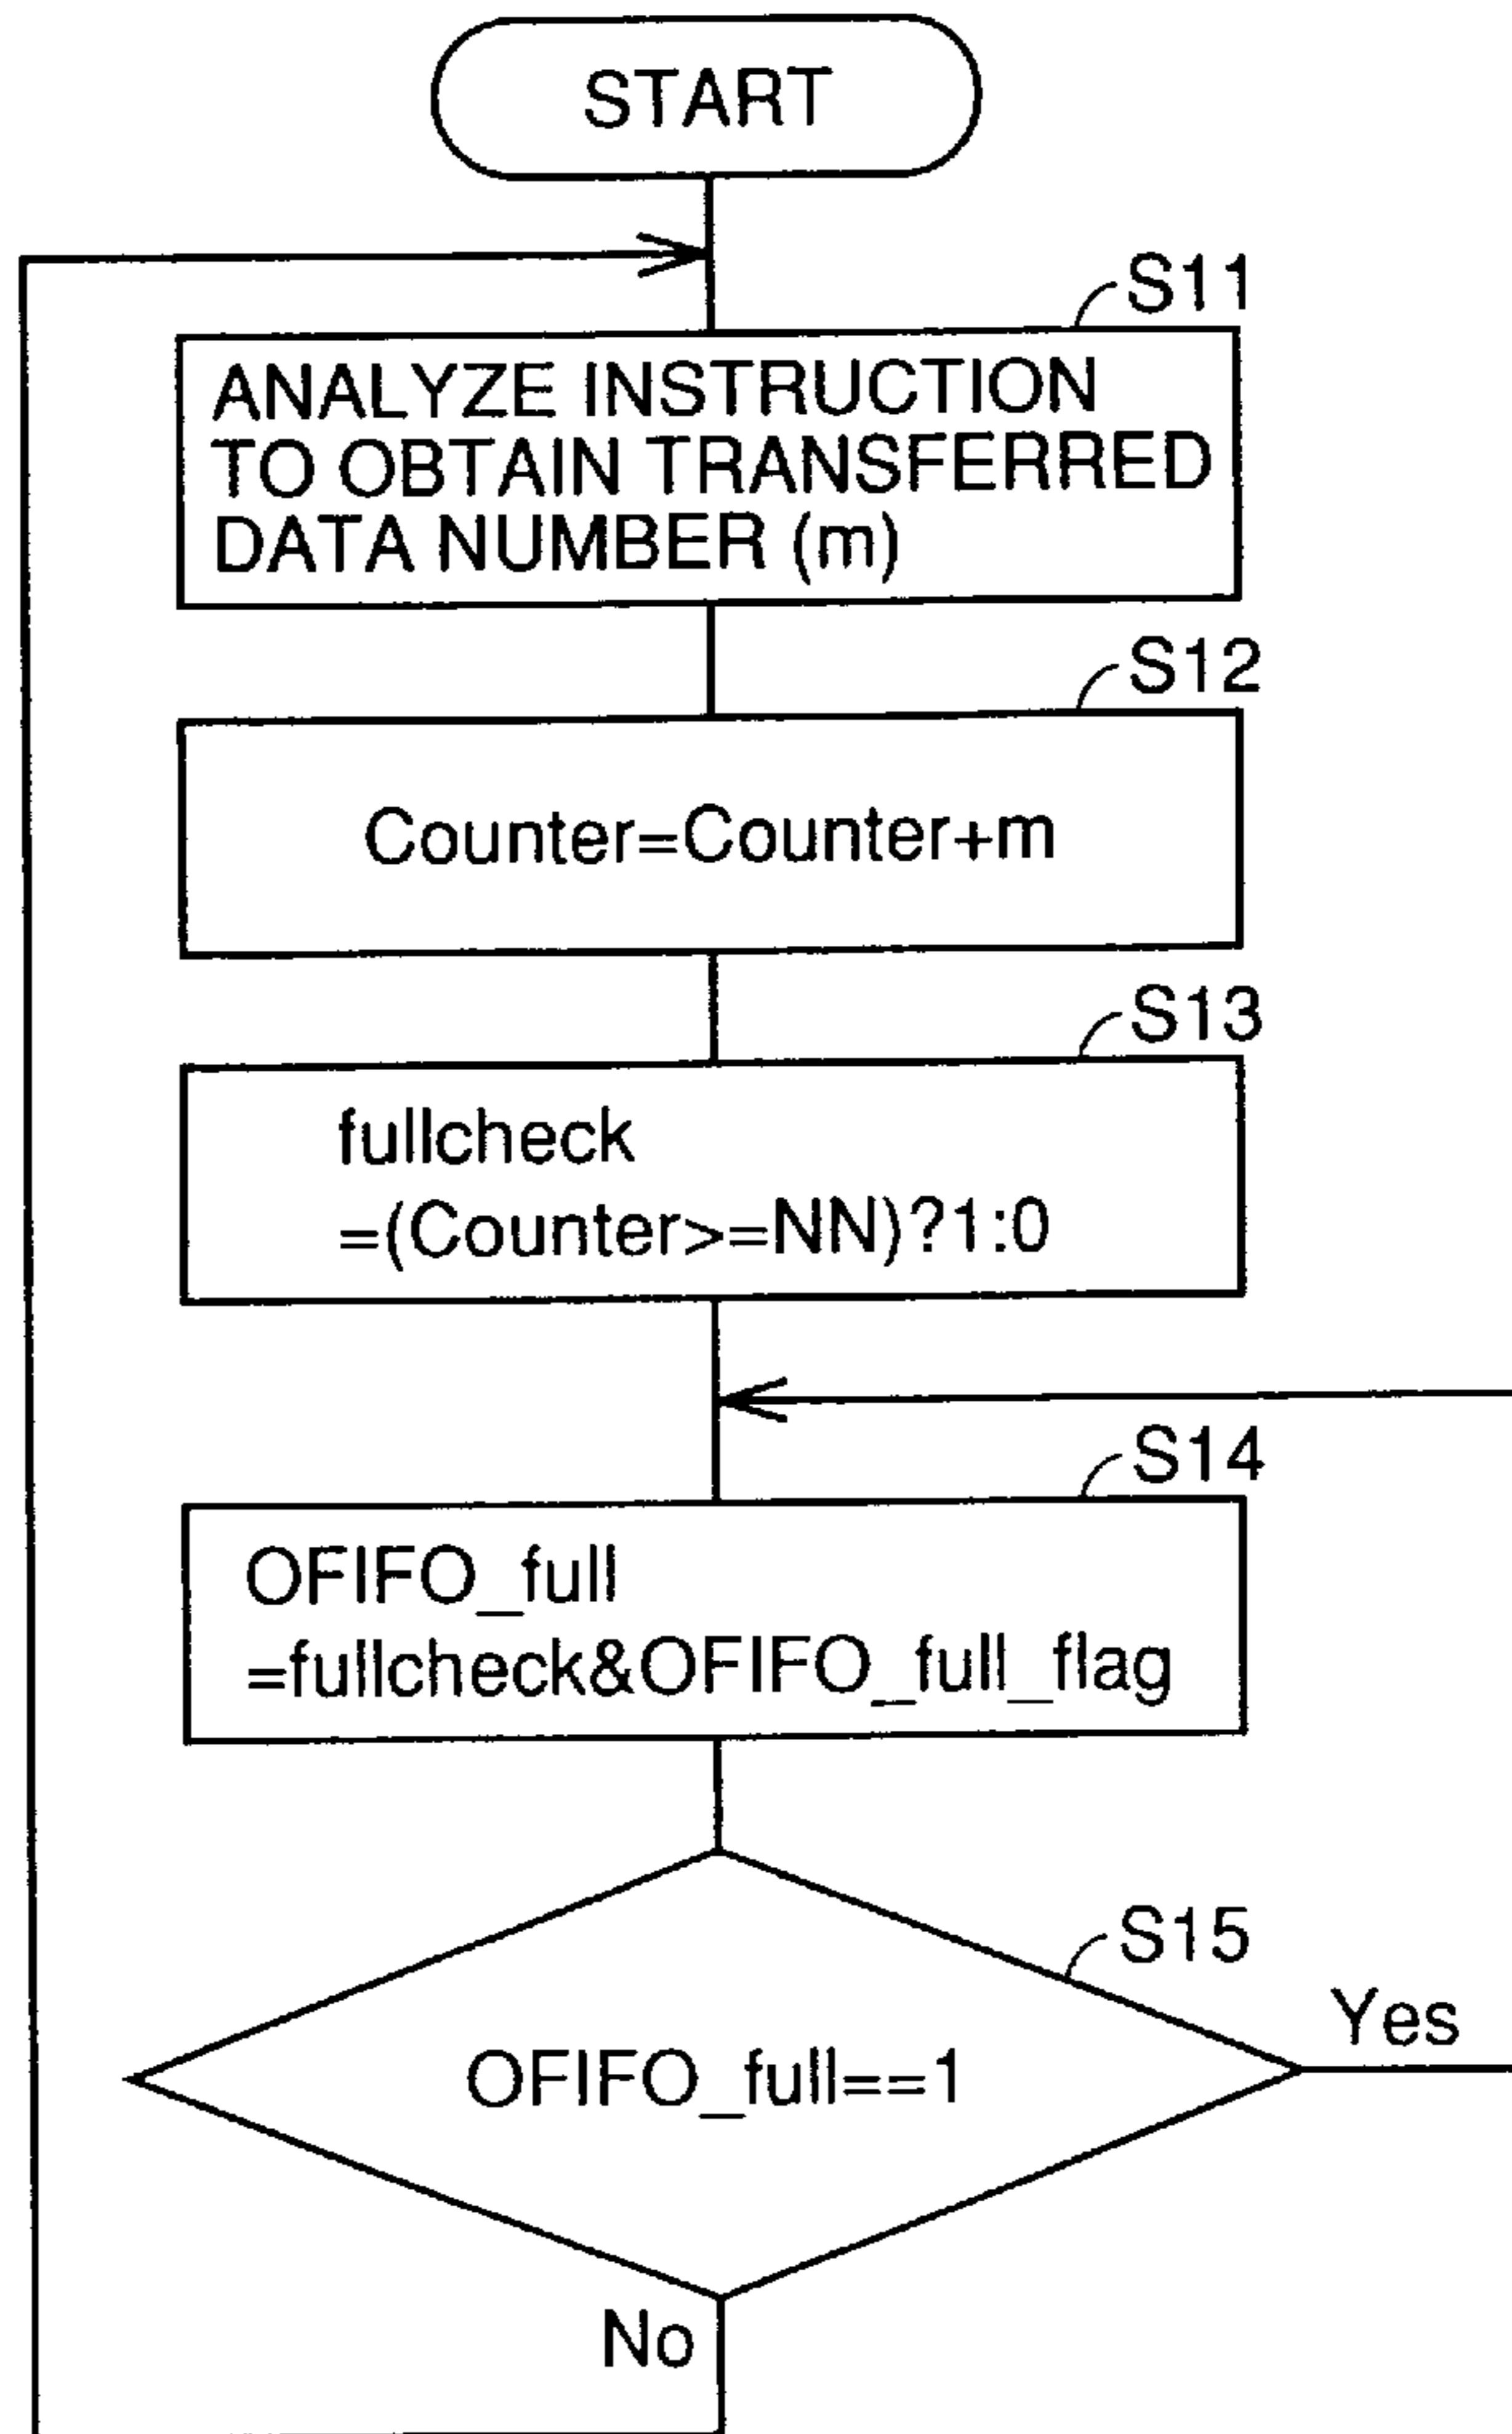 START
S11
ANALYZE INSTRUCTION
TO OBTAIN TRANSFERRED
DATA NUMBER (m)
S12
Counter=Counter+m
S13
fullcheck
=(Counter>=NN)?1:0
S14
OFIFO_full
=fullcheck&OFIFO_full_flag
S15
Yes
OFIFO_full==1
No